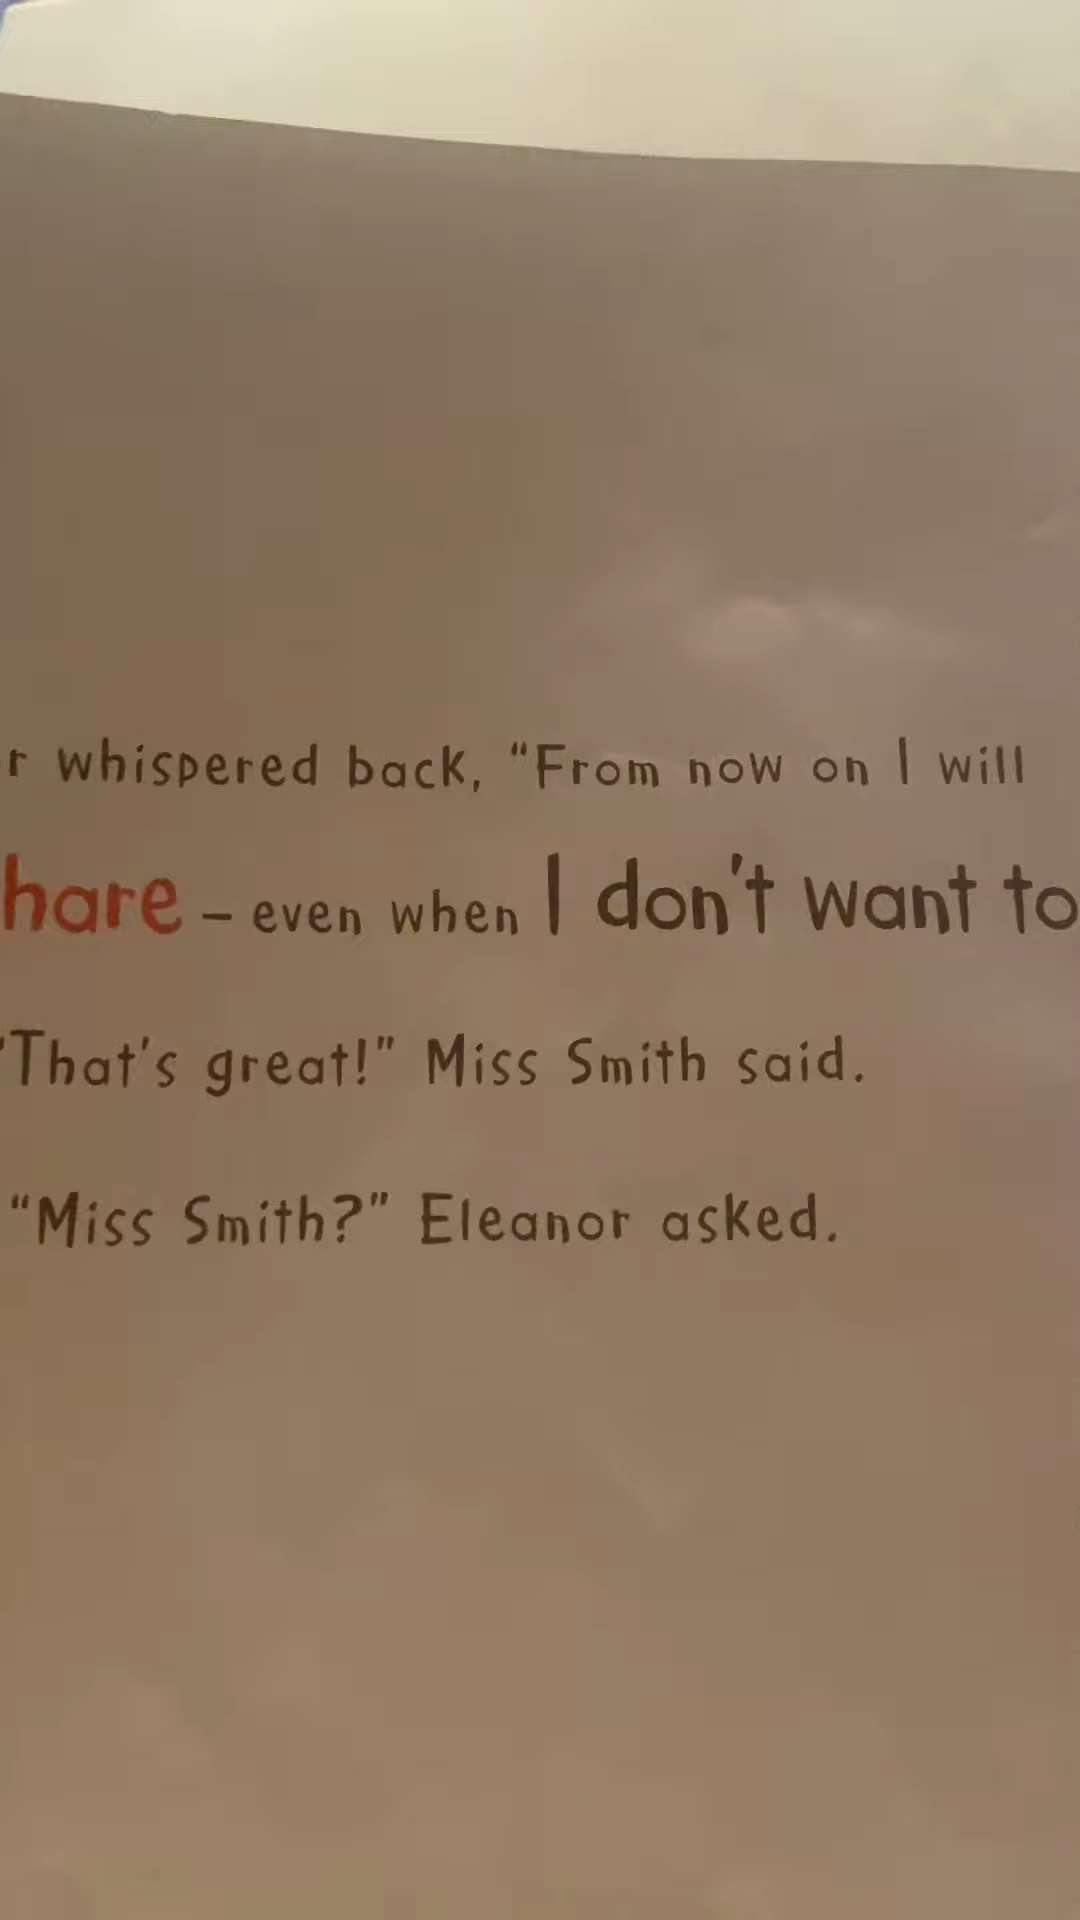 r whispered back, “From now on I will
hare – even when I don't want to
“That's great!” Miss Smith said.
“Miss Smith?” Eleanor asked.